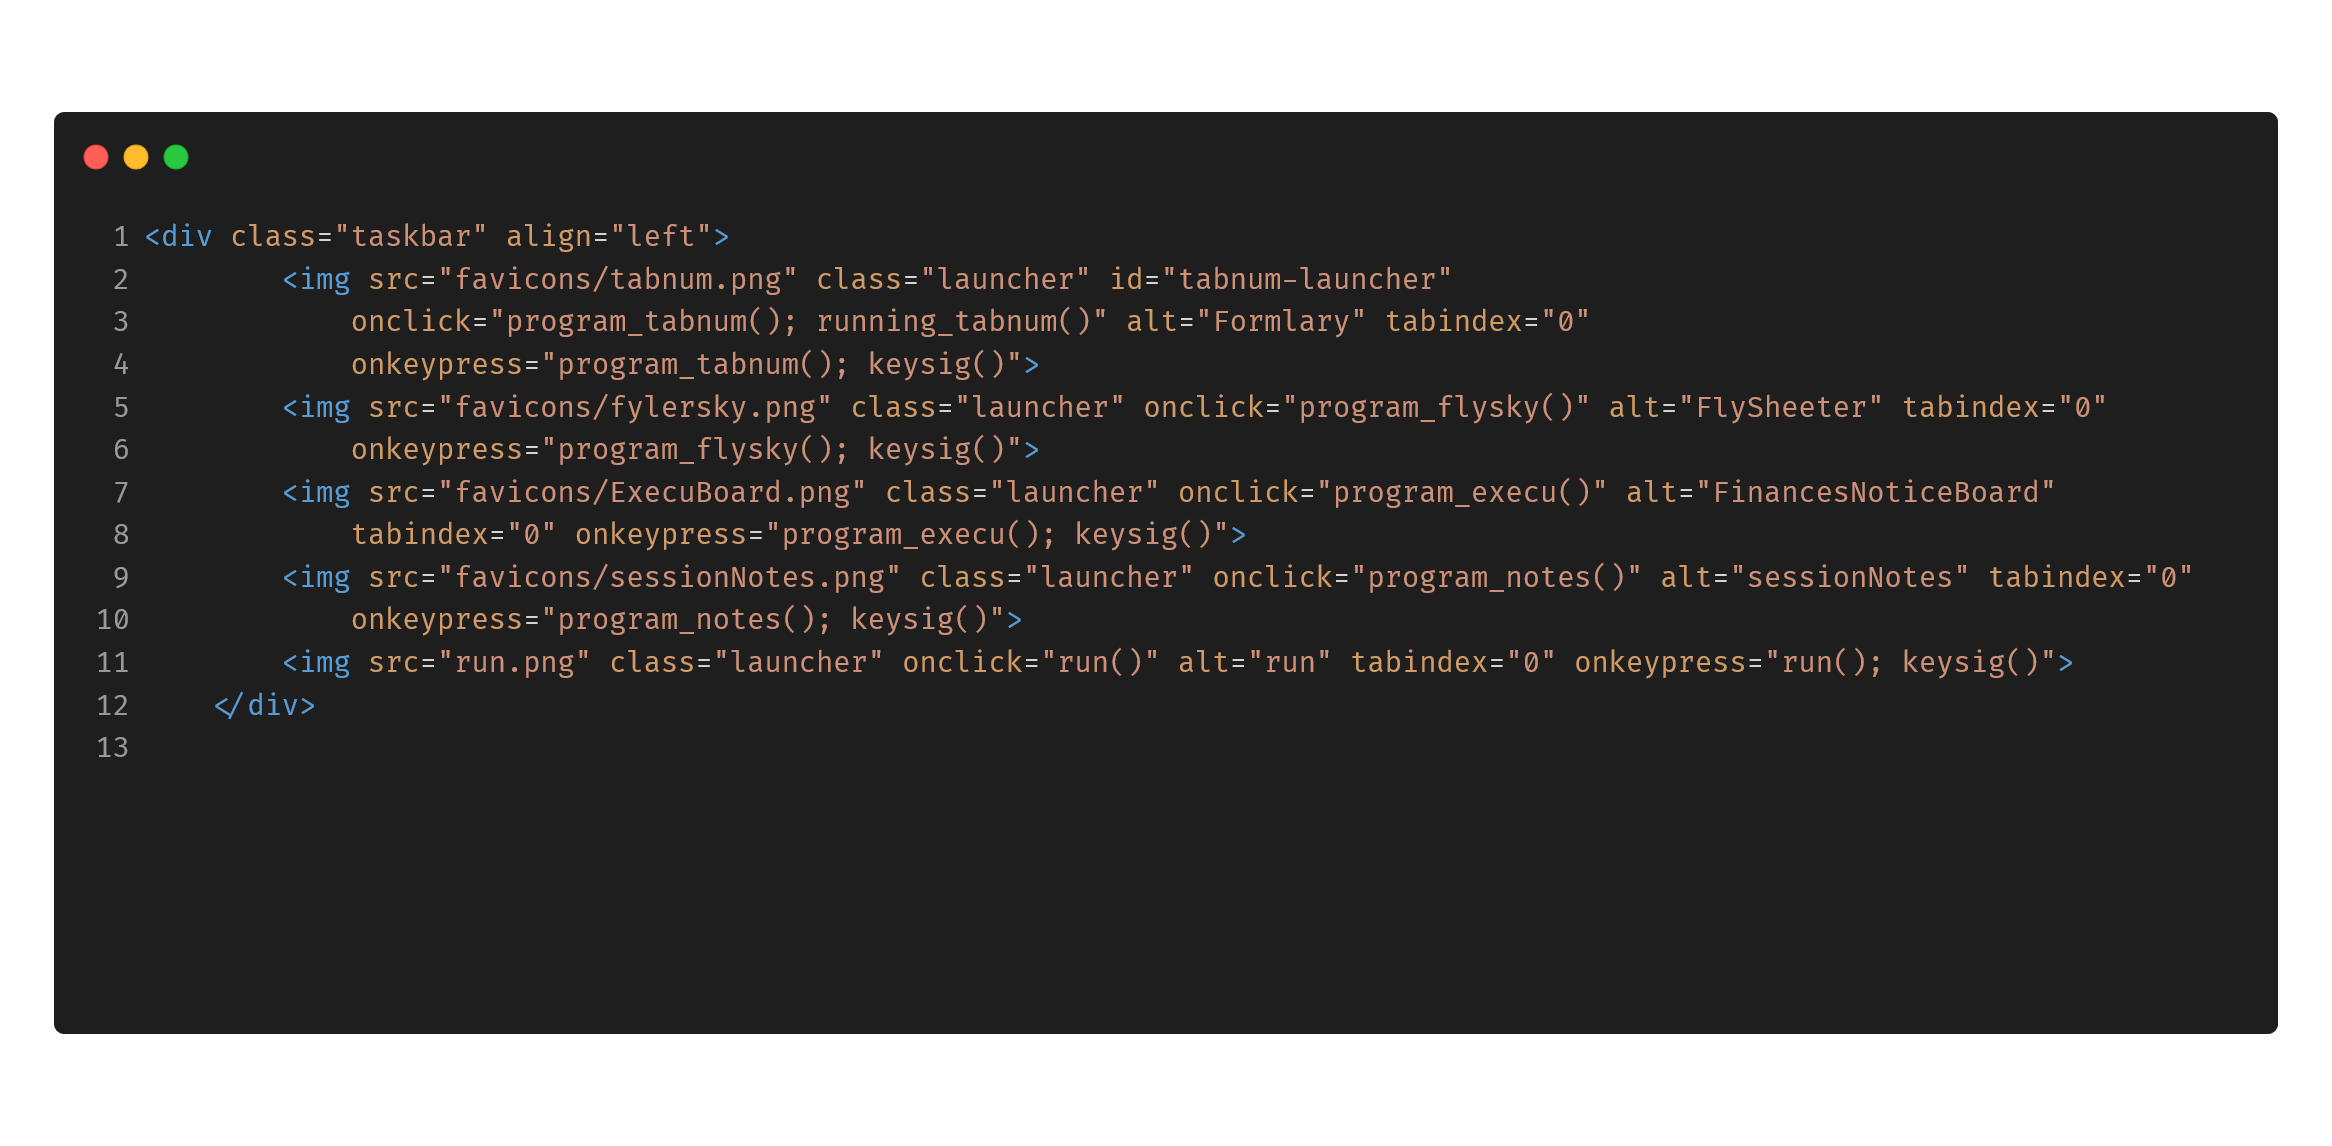 1 <div class="taskbar" align="left">
2         <img src="favicons/tabnum.png" class="launcher" id="tabnum-launcher"
3             onclick="program_tabnum(); running_tabnum()" alt="Formlary" tabindex="0"
4             onkeypress="program_tabnum(); keysig()">
5         <img src="favicons/fylersky.png" class="launcher" onclick="program_flysky()" alt="FlySheeter" tabindex="0"
6             onkeypress="program_flysky(); keysig()">
7         <img src="favicons/ExecuBoard.png" class="launcher" onclick="program_execu()" alt="FinancesNoticeBoard"
8             tabindex="0" onkeypress="program_execu(); keysig()">
9         <img src="favicons/sessionNotes.png" class="launcher" onclick="program_notes()" alt="sessionNotes" tabindex="0"
10             onkeypress="program_notes(); keysig()">
11         <img src="run.png" class="launcher" onclick="run()" alt="run" tabindex="0" onkeypress="run(); keysig()">
12     </div>
13